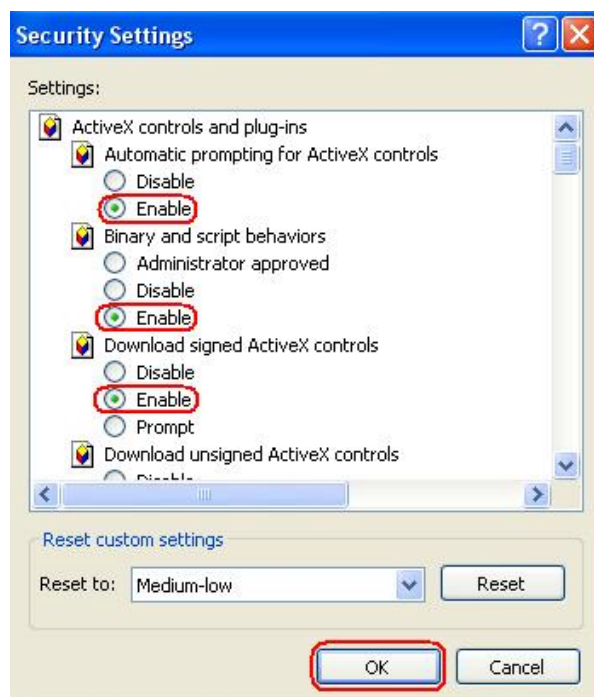 Security Settings
Settings:
ActiveX controls and plug-ins
Automatic prompting for ActiveX controls
Disable
Enable
Binary and script behaviors
Administrator approved
Disable
Enable
Download signed ActiveX controls
Disable
Enable
Prompt
Download unsigned ActiveX controls
Reset custom settings
Reset to: Medium-low Reset
OK Cancel